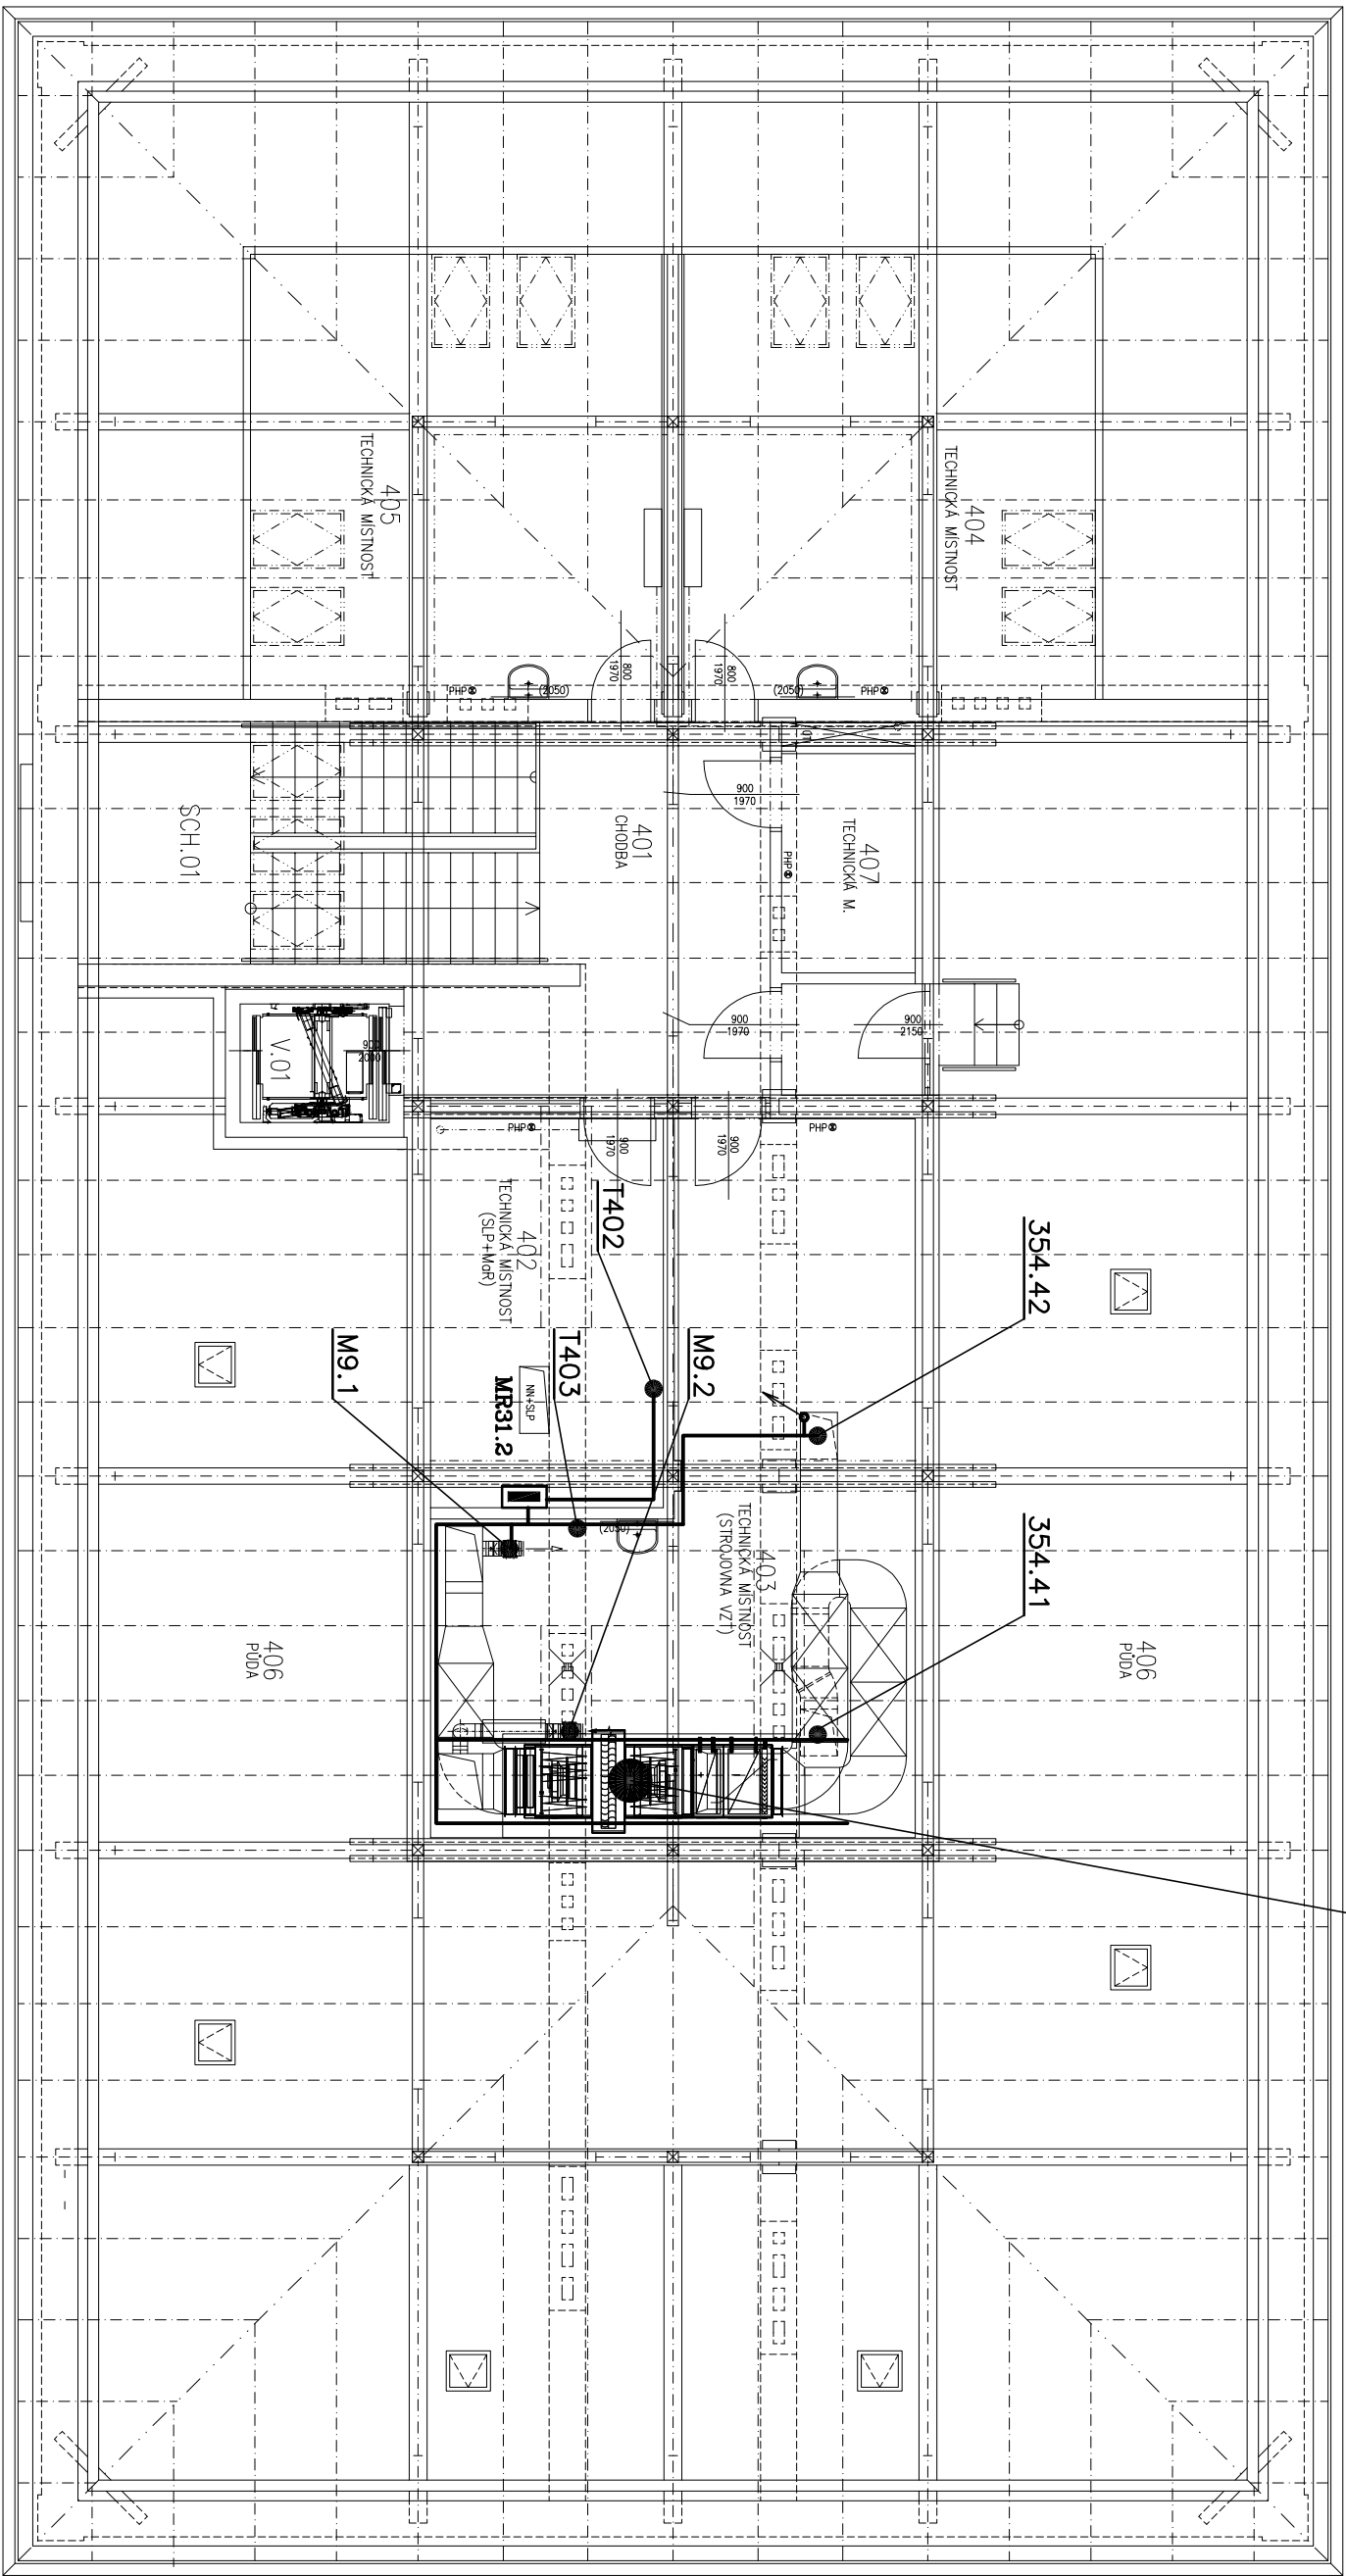 405
TECHNICKÁ MÍSTNOST
404
TECHNICKÁ MÍSTNOST
800
1970
800
1970
PHP
(2050)
(2050)
PHP
SCH.01
401
CHODBA
900
1970
407
TECHNICKÁ M.
PHP
V.01
900
2000
900
1970
900
2150
PHP
900
1970
900
1970
PHP
402
TECHNICKÁ MÍSTNOST
(SLP+MaR)
T402
354.42
M9.1
T403
M9.2
NN+SLP
MR31.2
(2050)
403
TECHNICKÁ MÍSTNOST
(STROJOVNA VZT)
354.41
406
PŮDA
406
PŮDA